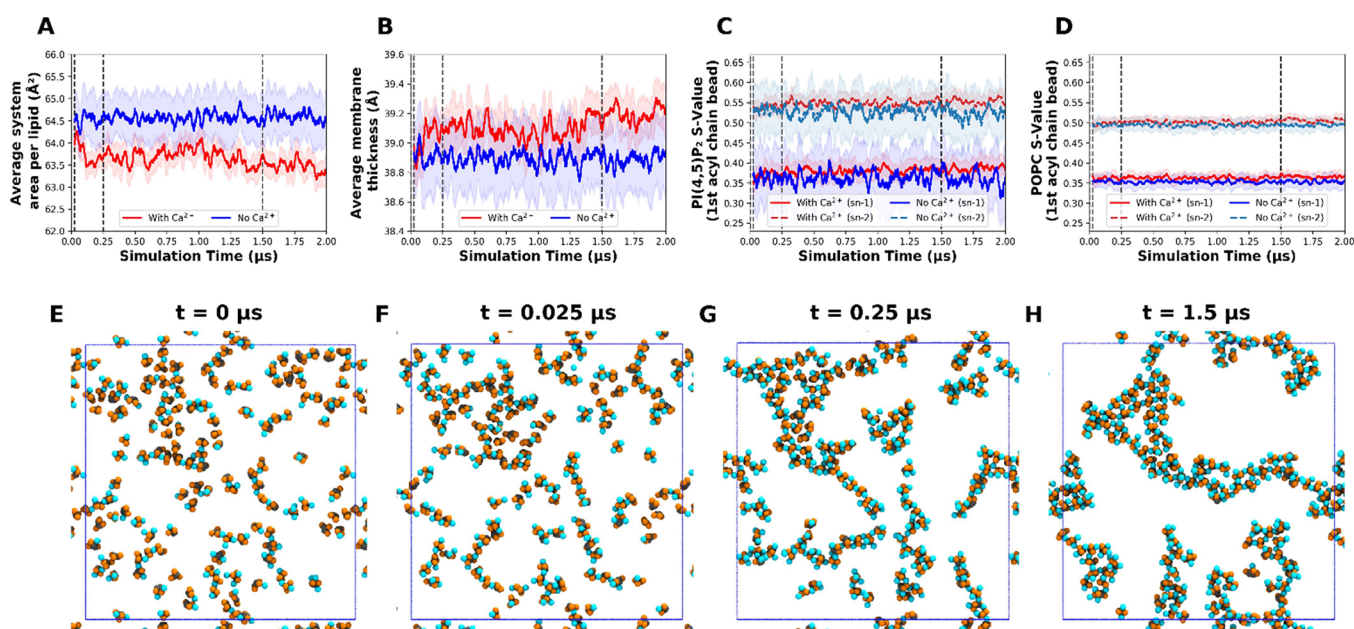 A
B
C
D
Average system
area per lipid (Å²)
66.0
65.5
65.0
64.5
64.0
63.5
63.0
62.5
62.0
With Ca²⁻
No Ca²⁺
0.00 0.25 0.50 0.75 1.00 1.25 1.50 1.75 2.00
Simulation Time (µs)
Average membrane
thickness (Å)
39.6
39.4
39.2
39.0
38.8
38.6
38.4
With Ca²⁻
No Ca²⁺
0.00 0.25 0.50 0.75 1.00 1.25 1.50 1.75 2.00
Simulation Time (µs)
PI(4,5)P₂ S-Value
(1st acyl chain bead)
0.65
0.60
0.55
0.50
0.45
0.40
0.35
0.30
0.25
With Ca²⁺ (sn-1)
No Ca²⁺ (sn-1)
With Ca²⁺ (sn-2)
No Ca²⁺ (sn-2)
0.00 0.25 0.50 0.75 1.00 1.25 1.50 1.75 2.00
Simulation Time (µs)
POPC S-Value
(1st acyl chain bead)
0.65
0.60
0.55
0.50
0.45
0.40
0.35
0.30
0.25
With Ca²⁺ (sn-1)
No Ca²⁺ (sn-1)
With Ca²⁺ (sn-2)
No Ca²⁺ (sn-2)
0.00 0.25 0.50 0.75 1.00 1.25 1.50 1.75 2.00
Simulation Time (µs)
E
t = 0 µs
F
t = 0.025 µs
G
t = 0.25 µs
H
t = 1.5 µs